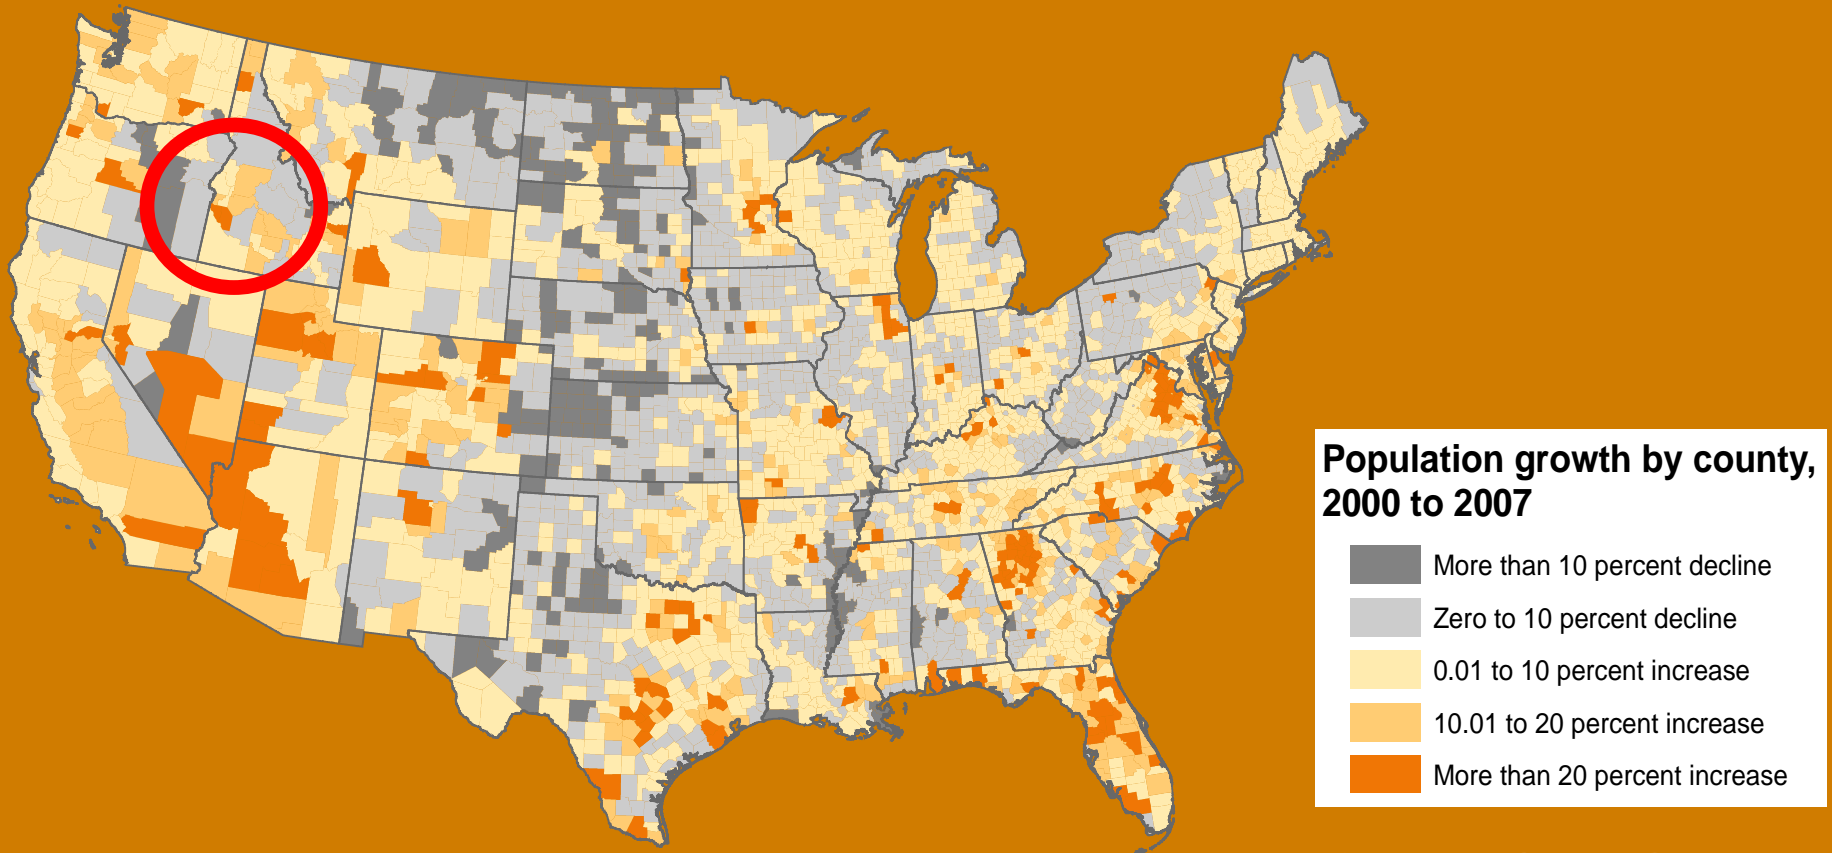 Population growth by county,
2000 to 2007
More than 10 percent decline
Zero to 10 percent decline
0.01 to 10 percent increase
10.01 to 20 percent increase
More than 20 percent increase